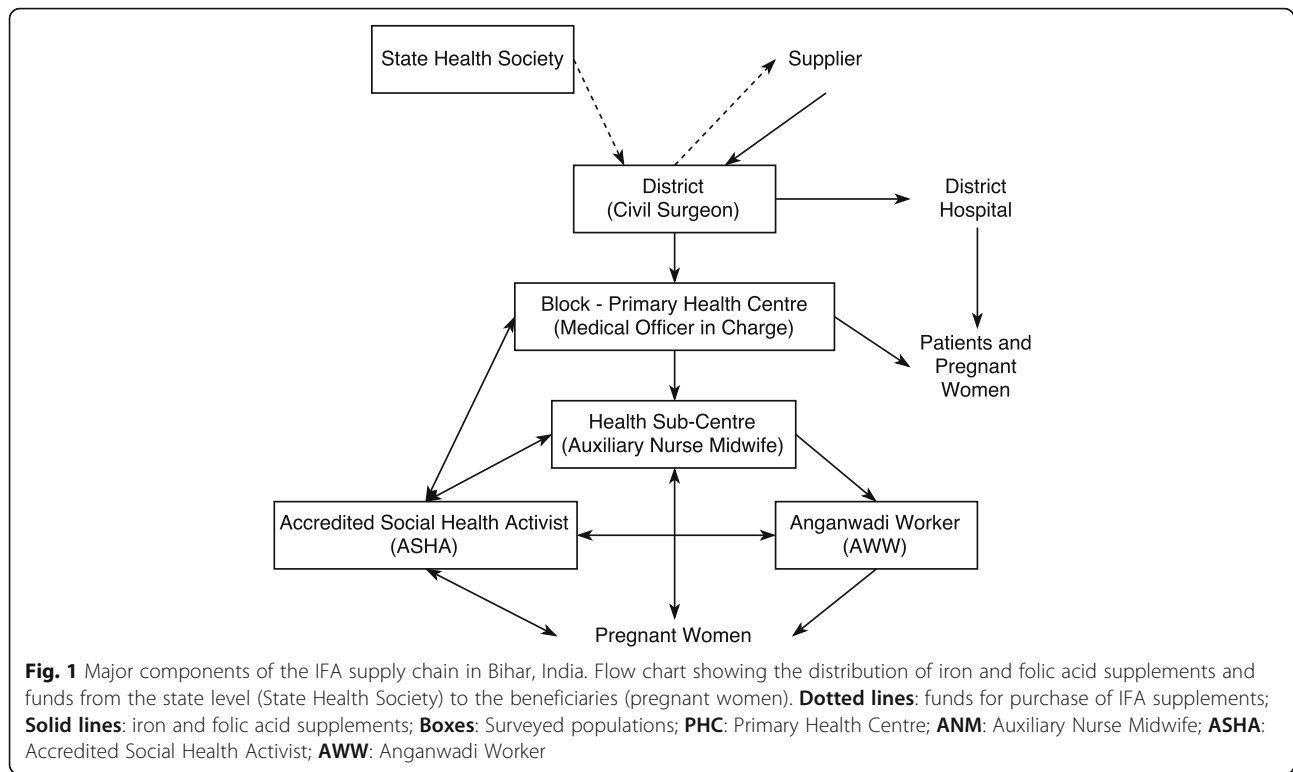 State Health Society
Supplier
District
(Civil Surgeon)
District
Hospital
Block - Primary Health Centre
(Medical Officer in Charge)
Patients and
Pregnant
Women
Health Sub-Centre
(Auxiliary Nurse Midwife)
Accredited Social Health Activist
(ASHA)
Anganwadi Worker
(AWW)
Pregnant Women
Fig. 1 Major components of the IFA supply chain in Bihar, India. Flow chart showing the distribution of iron and folic acid supplements and
funds from the state level (State Health Society) to the beneficiaries (pregnant women). Dotted lines: funds for purchase of IFA supplements;
Solid lines: iron and folic acid supplements; Boxes: Surveyed populations; PHC: Primary Health Centre; ANM: Auxiliary Nurse Midwife; ASHA:
Accredited Social Health Activist; AWW: Anganwadi Worker